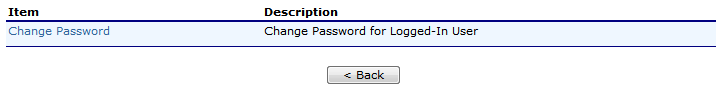 Item Description
Change Password Change Password for Logged-In User
< Back